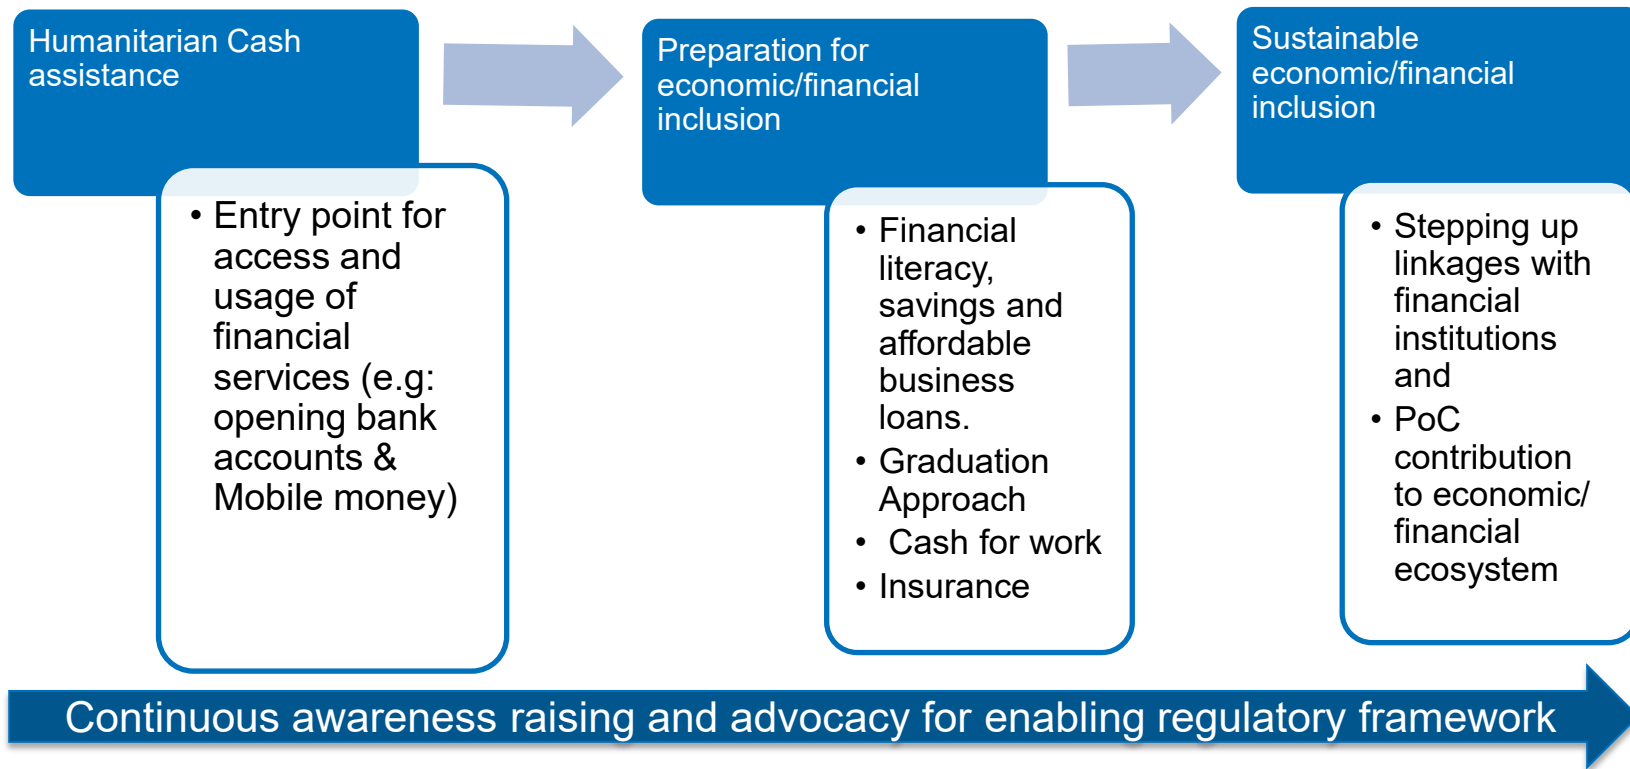 Humanitarian Cash
assistance
• Entry point for
access and
usage of
financial
services (e.g:
opening bank
accounts &
Mobile money)
Preparation for
economic/financial
inclusion
• Financial
literacy,
savings and
affordable
business
loans.
• Graduation
Approach
• Cash for work
• Insurance
Sustainable
economic/financial
inclusion
• Stepping up
linkages with
financial
institutions
and
• PoC
contribution
to economic/
financial
ecosystem
Continuous awareness raising and advocacy for enabling regulatory framework